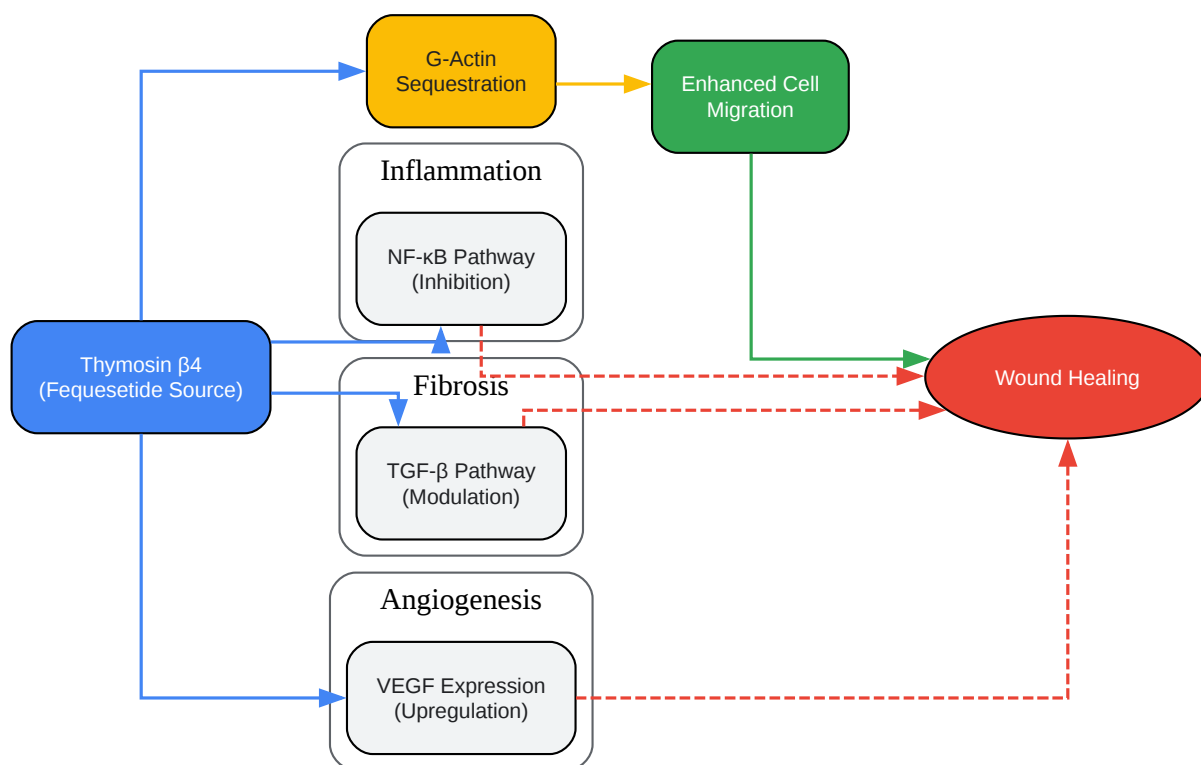 G-Actin
Sequestration
Enhanced Cell
Migration
Inflammation
NF-κB Pathway
(Inhibition)
Thymosin β4
(Fequesetide Source)
Fibrosis
TGF-β Pathway
(Modulation)
Wound Healing
Angiogenesis
VEGF Expression
(Upregulation)